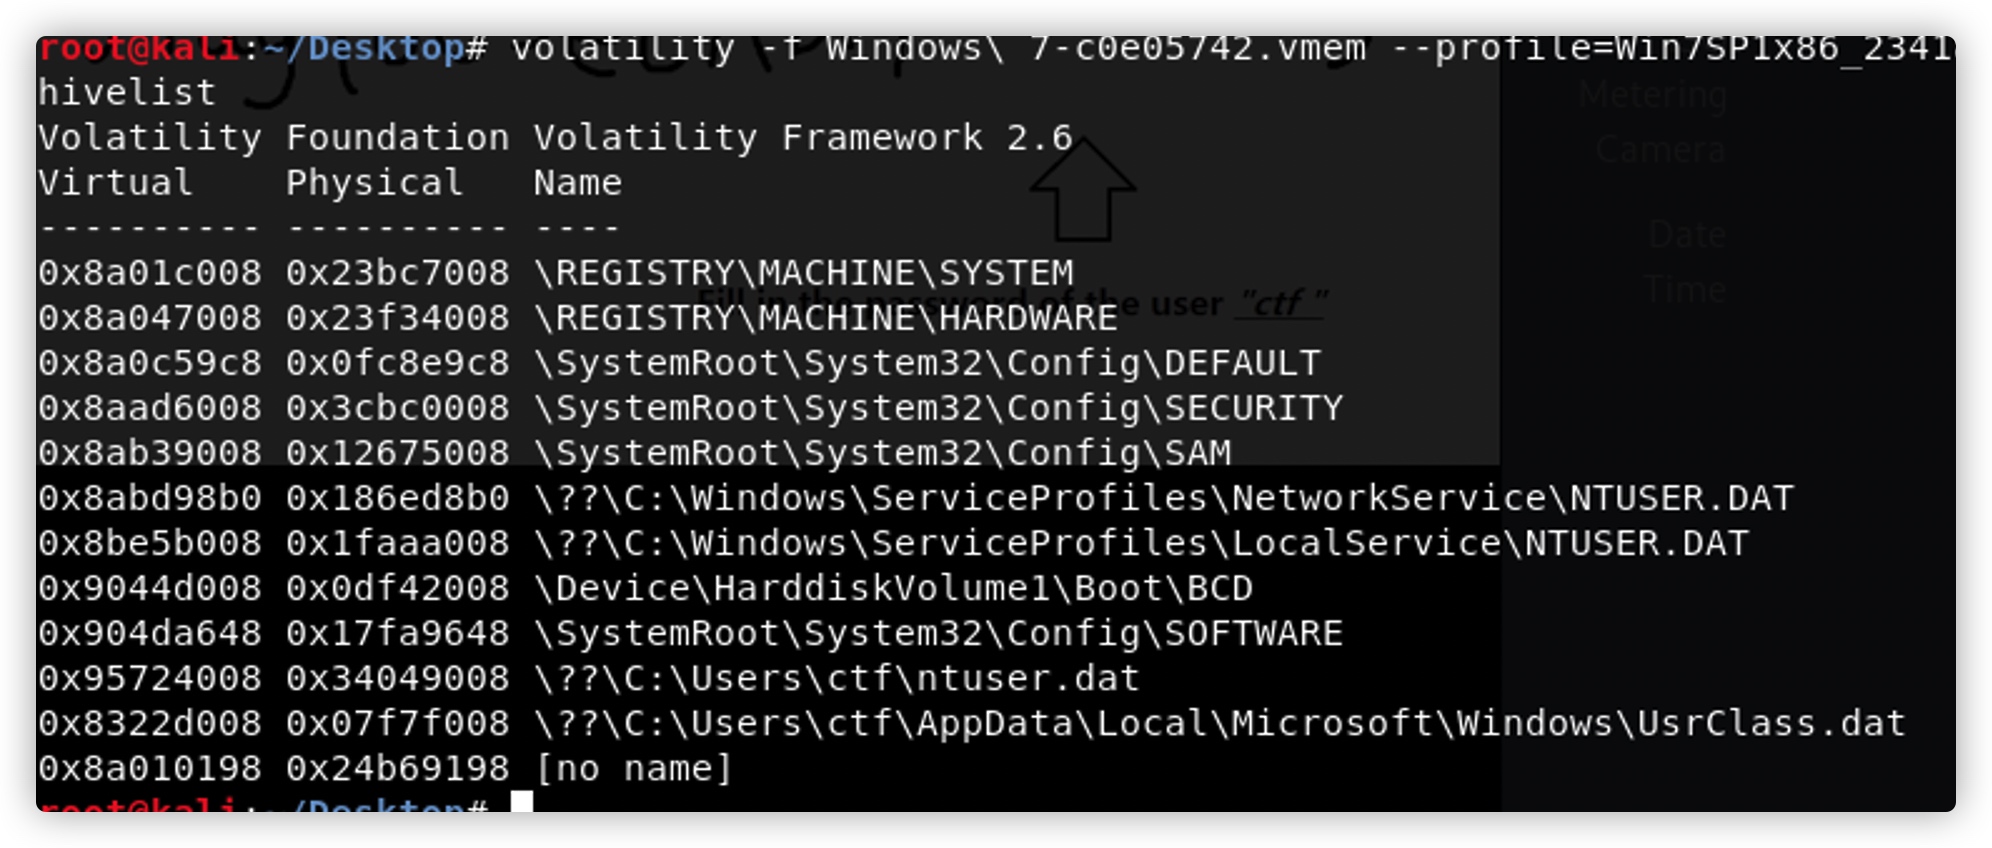 root@kali:~/Desktop# volatility -f Windows\ 7-c0e05742.vmem --profile=Win7SP1x86_2341
hivelist
Metering
Volatility Foundation Volatility Framework 2.6
Camera
Virtual    Physical   Name
---------- ---------- ----
Date
0x8a01c008 0x23bc7008 \REGISTRY\MACHINE\SYSTEM
Time
Fill in the password of the user "ctf "
0x8a047008 0x23f34008 \REGISTRY\MACHINE\HARDWARE
0x8a0c59c8 0x0fc8e9c8 \SystemRoot\System32\Config\DEFAULT
0x8aad6008 0x3cbc0008 \SystemRoot\System32\Config\SECURITY
0x8ab39008 0x12675008 \SystemRoot\System32\Config\SAM
0x8abd98b0 0x186ed8b0 \??\C:\Windows\ServiceProfiles\NetworkService\NTUSER.DAT
0x8be5b008 0x1faaa008 \??\C:\Windows\ServiceProfiles\LocalService\NTUSER.DAT
0x9044d008 0x0df42008 \Device\HarddiskVolume1\Boot\BCD
0x904da648 0x17fa9648 \SystemRoot\System32\Config\SOFTWARE
0x95724008 0x34049008 \??\C:\Users\ctf\ntuser.dat
0x8322d008 0x07f7f008 \??\C:\Users\ctf\AppData\Local\Microsoft\Windows\UsrClass.dat
0x8a010198 0x24b69198 [no name]
root@kali:~/Desktop#